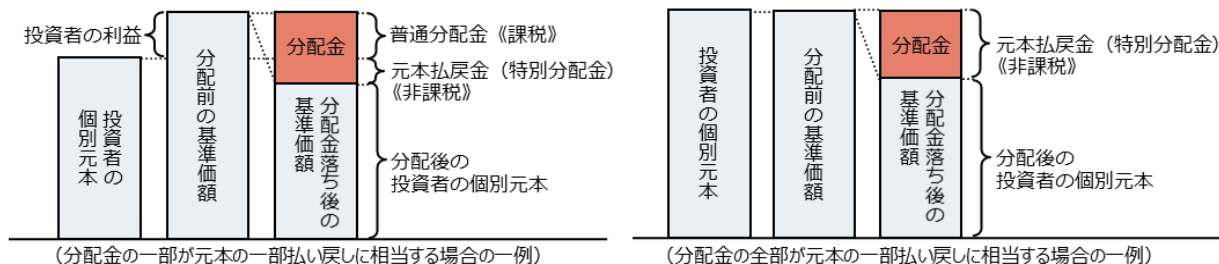 投資者の利益
投資者の
個別元本
分配前の基準価額
分配金
分配金落ち後の
基準価額
普通分配金《課税》
元本払戻金（特別分配金）
《非課税》
分配後の
投資者の個別元本
（分配金の一部が元本の一部払い戻しに相当する場合の一例）
投資者の個別元本
分配前の基準価額
分配金
分配金落ち後の
基準価額
元本払戻金（特別分配金）
《非課税》
分配後の
投資者の個別元本
（分配金の全部が元本の一部払い戻しに相当する場合の一例）